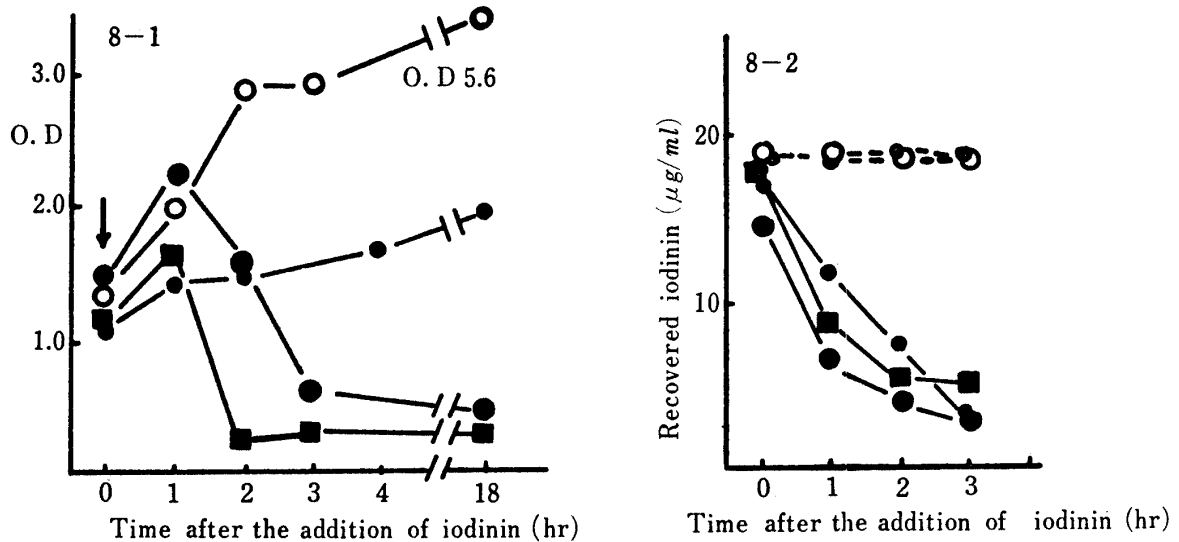 8-1
3.0
O. D 5.6
O. D
2.0
1.0
0 1 2 3 4 18
Time after the addition of iodinin (hr)
8-2
20
Recovered iodinin (μg/ml)
10
0 1 2 3
Time after the addition of iodinin (hr)